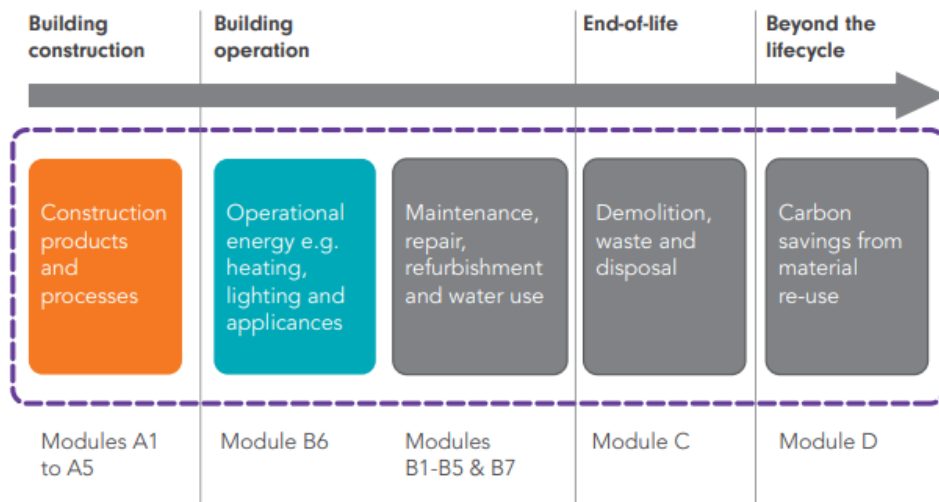 Building
construction
Building
operation
End-of-life
Beyond the
lifecycle
Construction
products
and
processes
Operational
energy e.g.
heating,
lighting and
applicances
Maintenance,
repair,
refurbishment
and water use
Demolition,
waste and
disposal
Carbon
savings from
material
re-use
Modules A1
to A5
Module B6
Modules
B1-B5 & B7
Module C
Module D